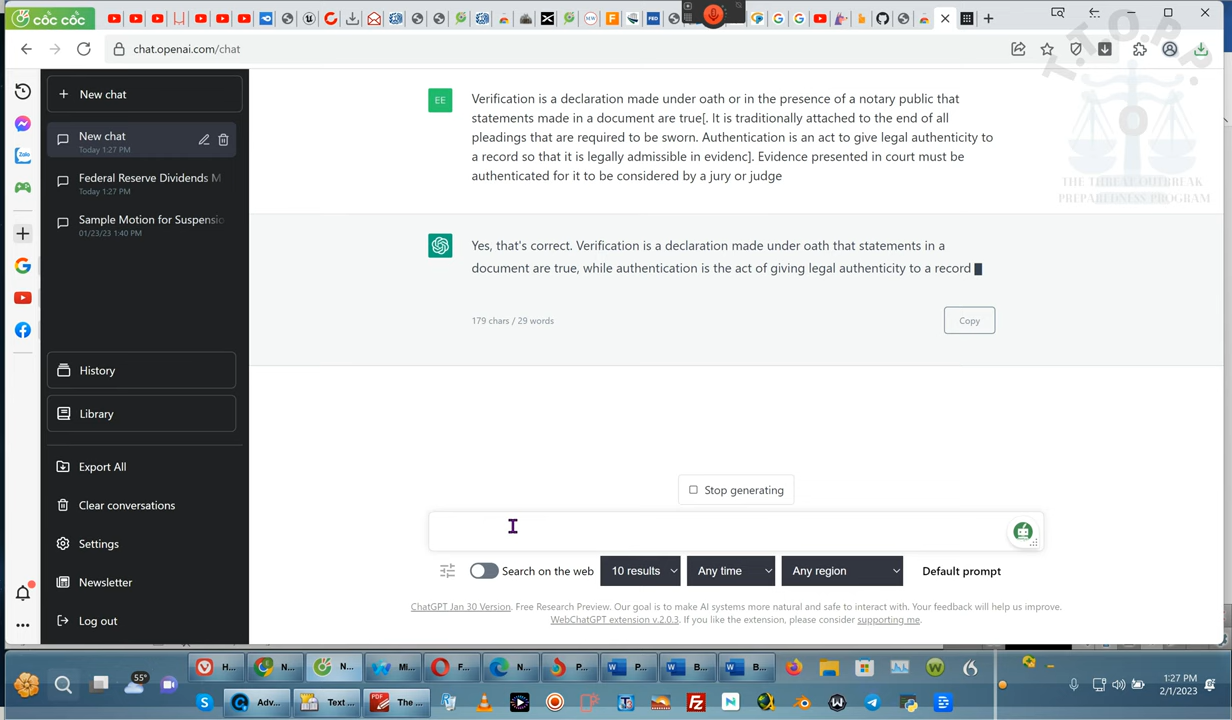 cốc cốc
chat.openai.com/chat
T.T.O.P.P.
THE THREAT OUTBREAK
PREPAREDNESS PROGRAM
+ New chat
New chat
Today 1:27 PM
Federal Reserve Dividends M
Today 1:27 PM
Sample Motion for Suspensio
01/23/23 1:40 PM
History
Library
Export All
Clear conversations
Settings
Newsletter
Log out
Zalo
EE
Verification is a declaration made under oath or in the presence of a notary public that
statements made in a document are true[. It is traditionally attached to the end of all
pleadings that are required to be sworn. Authentication is an act to give legal authenticity to
a record so that it is legally admissible in evidenc]. Evidence presented in court must be
authenticated for it to be considered by a jury or judge
Yes, that's correct. Verification is a declaration made under oath that statements in a
document are true, while authentication is the act of giving legal authenticity to a record
179 chars / 29 words
Copy
Stop generating
Search on the web
10 results
Any time
Any region
Default prompt
ChatGPT Jan 30 Version. Free Research Preview. Our goal is to make AI systems more natural and safe to interact with. Your feedback will help us improve.
WebChatGPT extension v.2.0.3. If you like the extension, please consider supporting me.
55°
H...
N...
N...
MI...
F...
N...
P...
P...
B...
B...
Adv...
Text ...
The ...
1:27 PM
2/1/2023